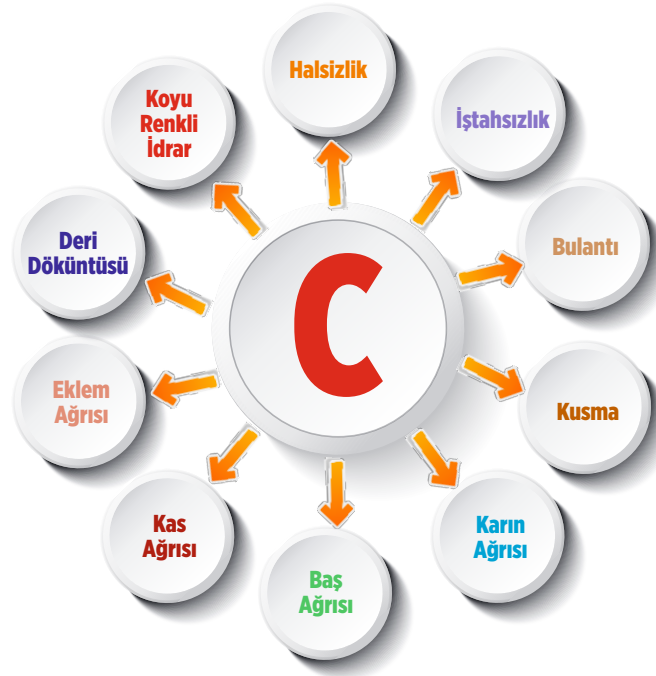 Halsizlik
İştahsızlık
Bulantı
Kusma
Karın
Ağrısı
Baş
Ağrısı
Kas
Ağrısı
Eklem
Ağrısı
Deri
Döküntüsü
Koyu
Renkli
İdrar
C